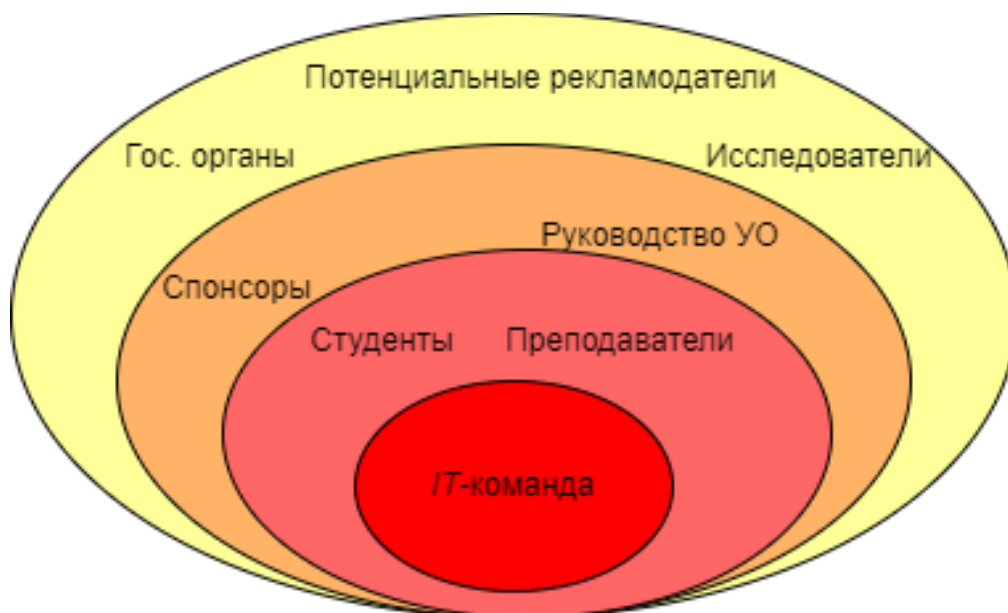 Потенциальные рекламодатели
Гос. органы
Исследователи
Руководство УО
Спонсоры
Студенты
Преподаватели
IT-команда